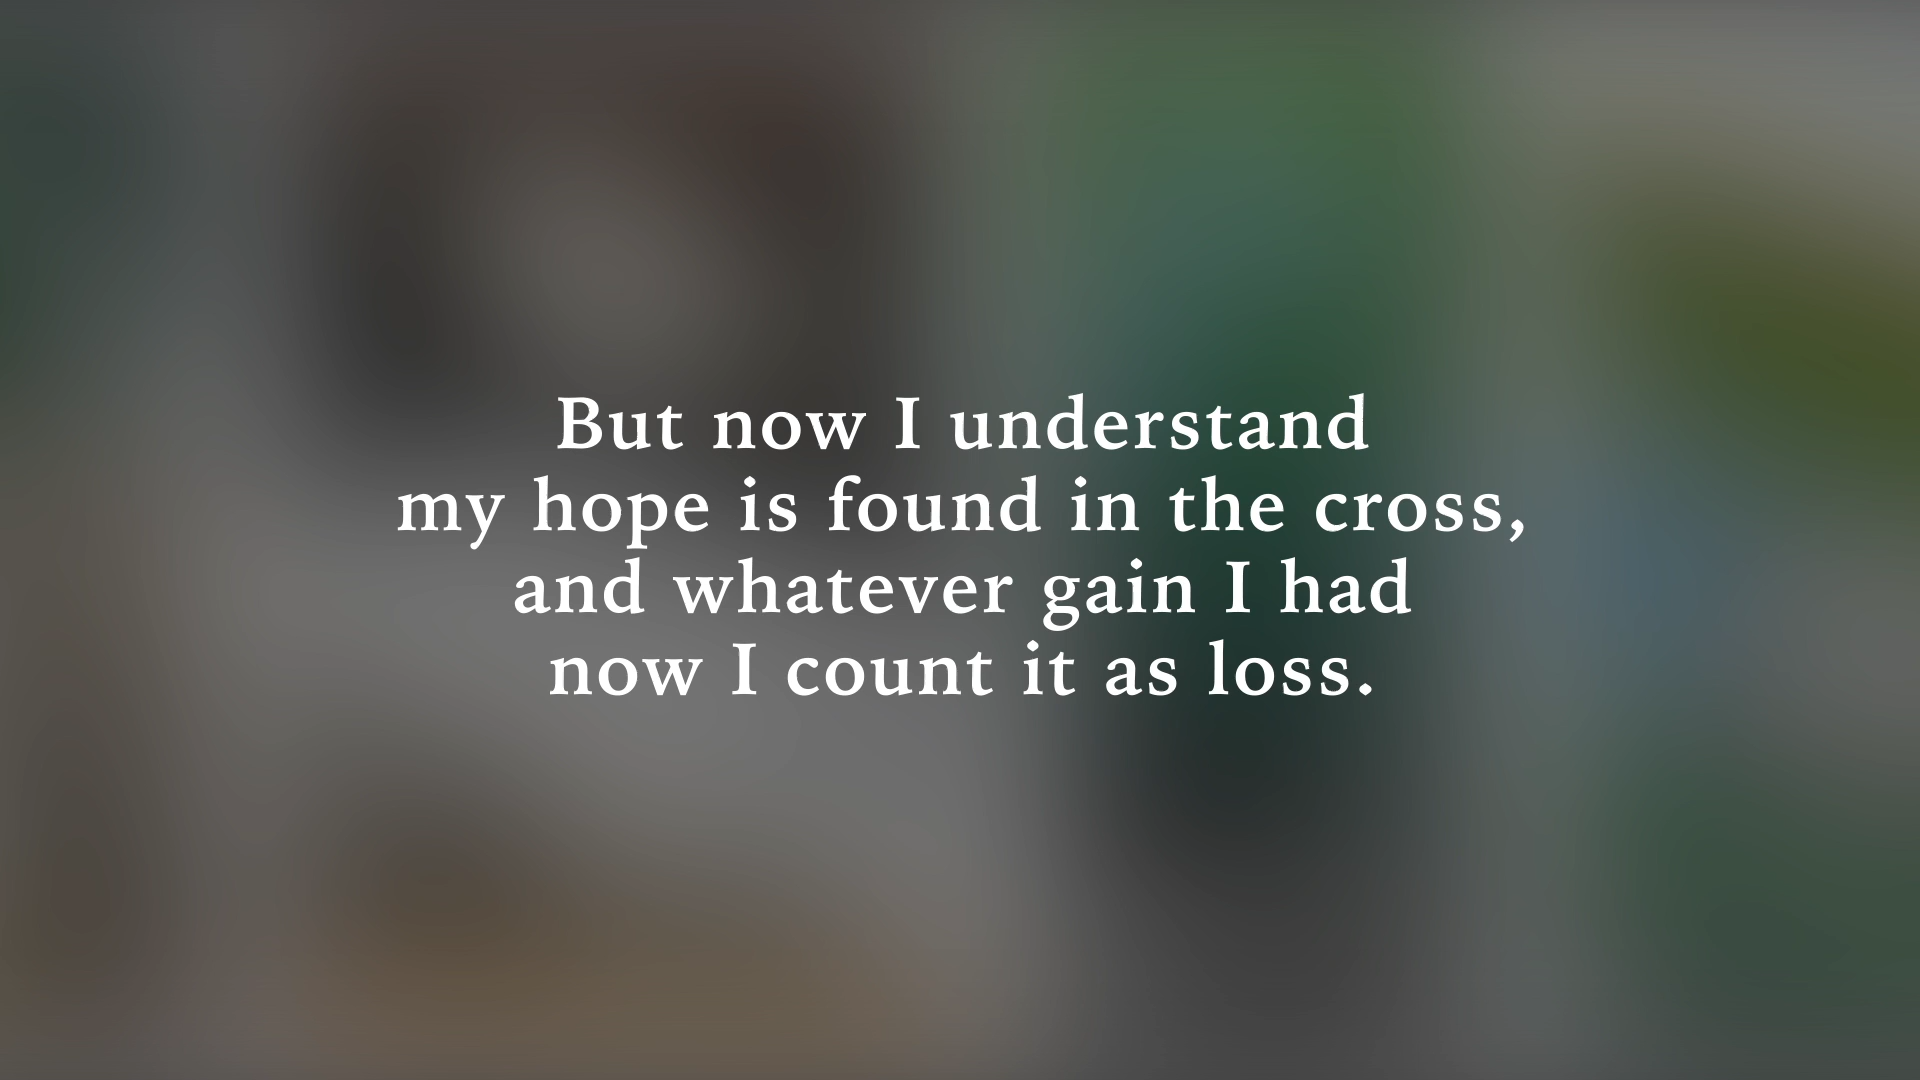 But now I understand
my hope is found in the cross,
and whatever gain I had
now I count it as loss.